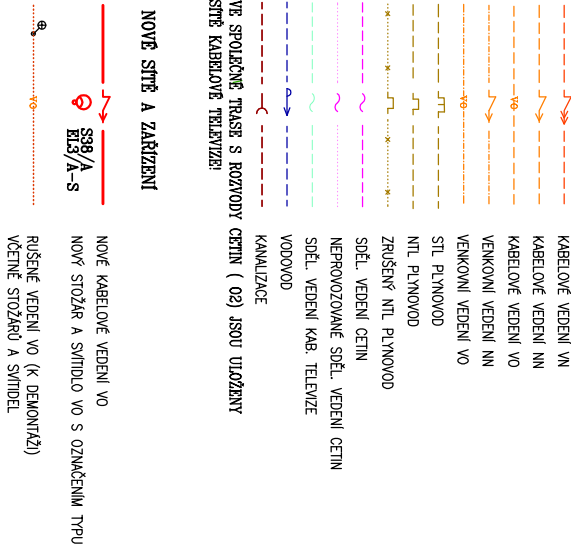 KABELOVÉ VEDENÍ VN
KABELOVÉ VEDENÍ NN
VO KABELOVÉ VEDENÍ VO
VENKOVNÍ VEDENÍ NN
VO VENKOVNÍ VEDENÍ VO
STL PLYNOVOD
NTL PLYNOVOD
ZRUŠENÝ NTL PLYNOVOD
SDĚL. VEDENÍ CETIN
NEPROVOZOVANÉ SDĚL. VEDENÍ CETIN
SDĚL. VEDENÍ KAB. TELEVIZE
VODOVOD
KANALIZACE
VE SPOLEČNÉ TRASE S ROZVODY CETIN ( 02) JSOU ULOŽENY
SÍTĚ KABELOVÉ TELEVIZE!
NOVÉ SÍTĚ A ZAŘÍZENÍ
NOVÉ KABELOVÉ VEDENÍ VO
S38/A
EL3/A-S
NOVÝ STOŽÁR A SVÍTIDLO VO S OZNAČENÍM TYPU
VO RUŠENÉ VEDENÍ VO (K DEMONTÁŽI)
VČETNĚ STOŽÁRŮ A SVÍTIDEL